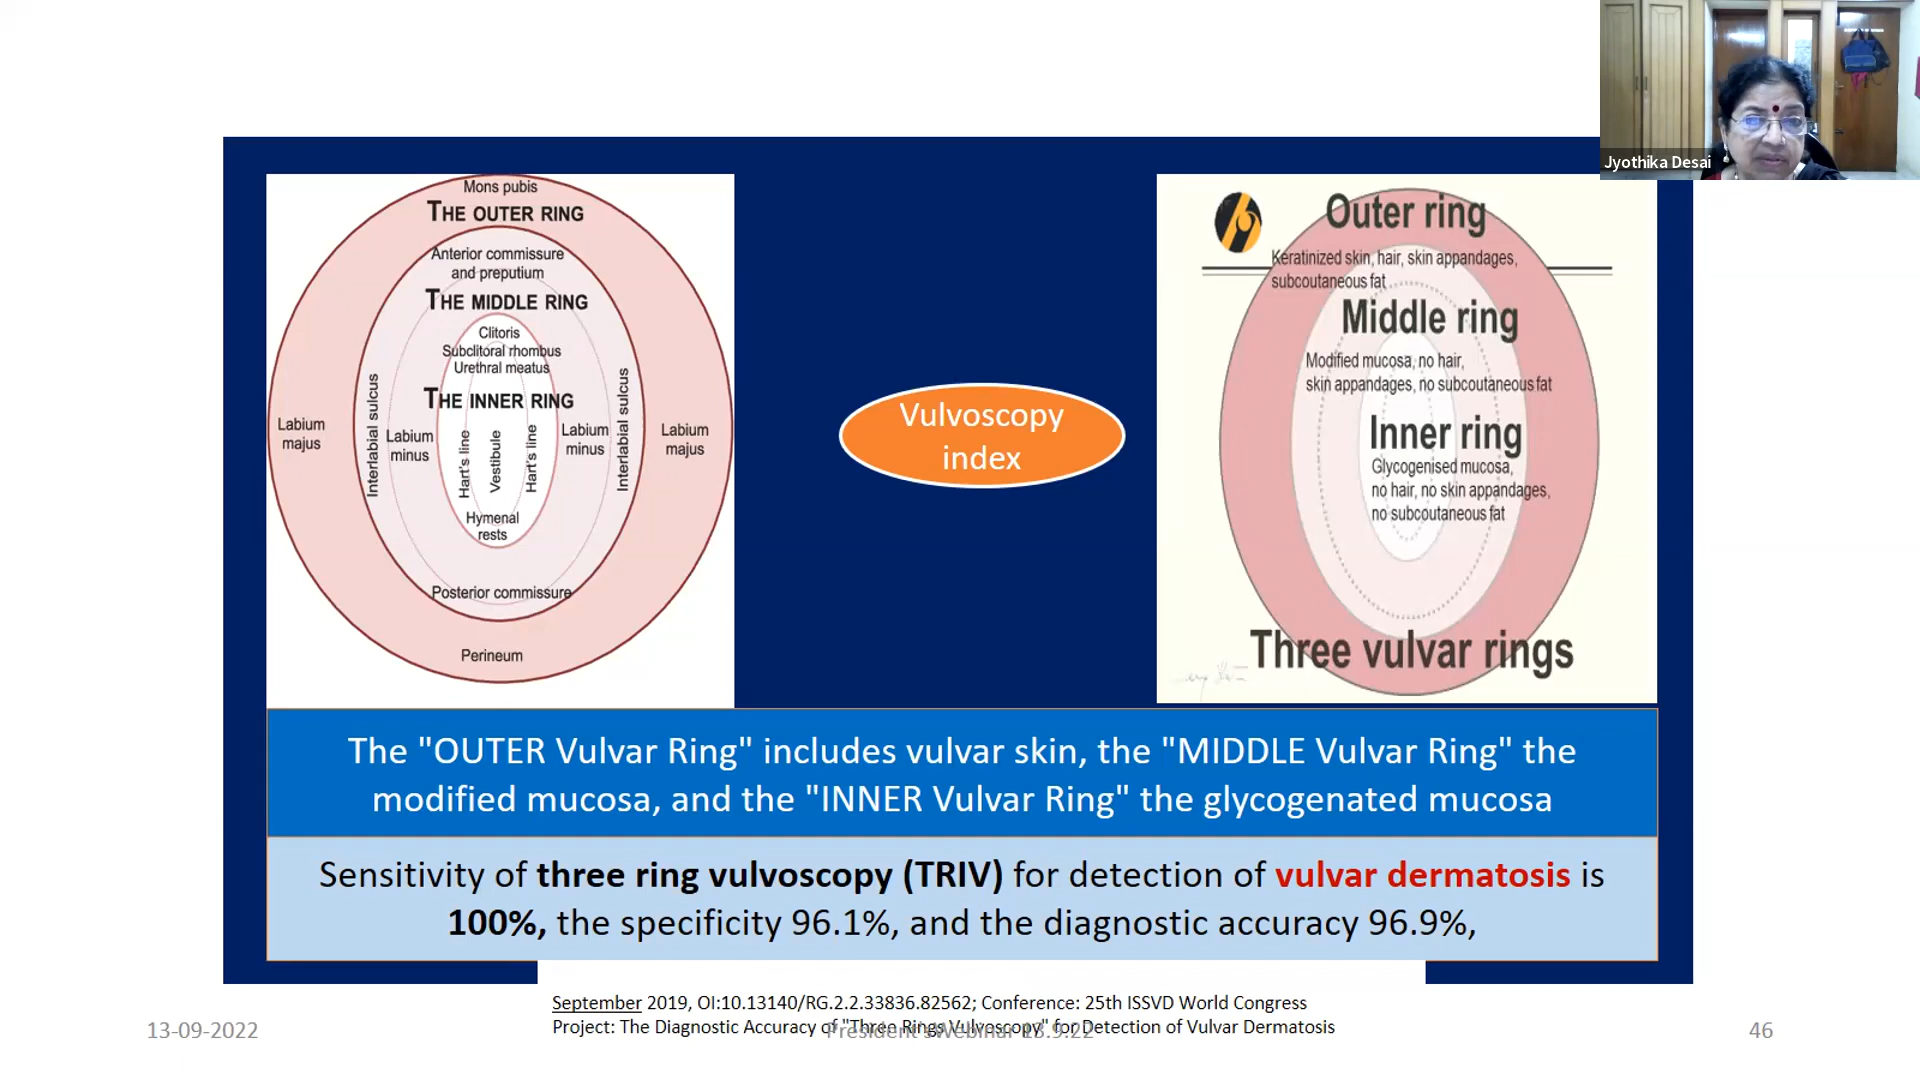 Jyothika Desai
Mons pubis
THE OUTER RING
Anterior commissure
and preputium
THE MIDDLE RING
Clitoris
Subclitoral rhombus
Urethral meatus
THE INNER RING
Labium
majus
Interlabial sulcus
Labium
minus
Hart's line
Vestibule
Hart's line
Labium
minus
Interlabial sulcus
Labium
majus
Hymenal
rests
Posterior commissure
Perineum
Vulvoscopy
index
Outer ring
Keratinized skin, hair, skin appandages,
subcoutaneous fat
Middle ring
Modified mucosa, no hair,
skin appandages, no subcoutaneous fat
Inner ring
Glycogenised mucosa,
no hair, no skin appandages,
no subcoutaneous fat
Three vulvar rings
The "OUTER Vulvar Ring" includes vulvar skin, the "MIDDLE Vulvar Ring" the
modified mucosa, and the "INNER Vulvar Ring" the glycogenated mucosa
Sensitivity of three ring vulvoscopy (TRIV) for detection of vulvar dermatosis is
100%, the specificity 96.1%, and the diagnostic accuracy 96.9%,
September 2019, OI:10.13140/RG.2.2.33836.82562; Conference: 25th ISSVD World Congress
Project: The Diagnostic Accuracy of "Three Rings Vulvoscopy" for Detection of Vulvar Dermatosis
13-09-2022
President's Webinar 13.9.22
46